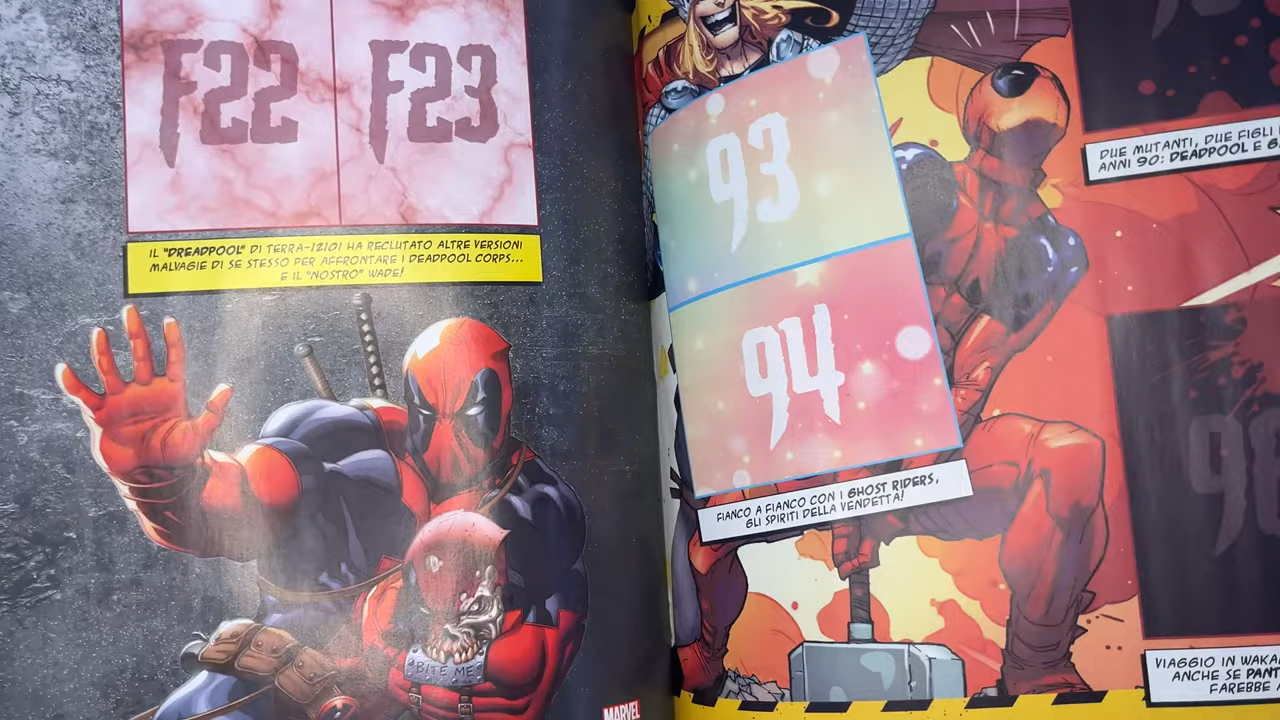 F22 F23
IL "DREADPOOL" DI TERRA-12101 HA RECLUTATO ALTRE VERSIONI
MALVAGIE DI SE STESSO PER AFFRONTARE I DEADPOOL CORPS...
E IL "NOSTRO" WADE!
BITE ME
MARVEL
93
94
FIANCO A FIANCO CON I GHOST RIDERS,
GLI SPIRITI DELLA VENDETTA!
DUE MUTANTI, DUE FIGLI
ANNI 90: DEADPOOL E
VIAGGIO IN
ANCHE SE
FAREBBE